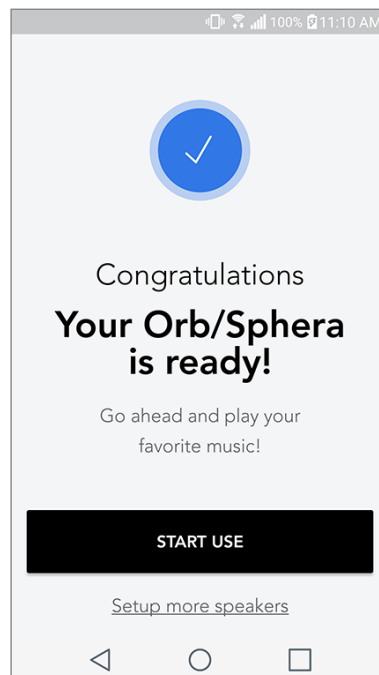 100% 11:10 AM
Congratulations
Your Orb/Sphera
is ready!
Go ahead and play your
favorite music!
START USE
Setup more speakers